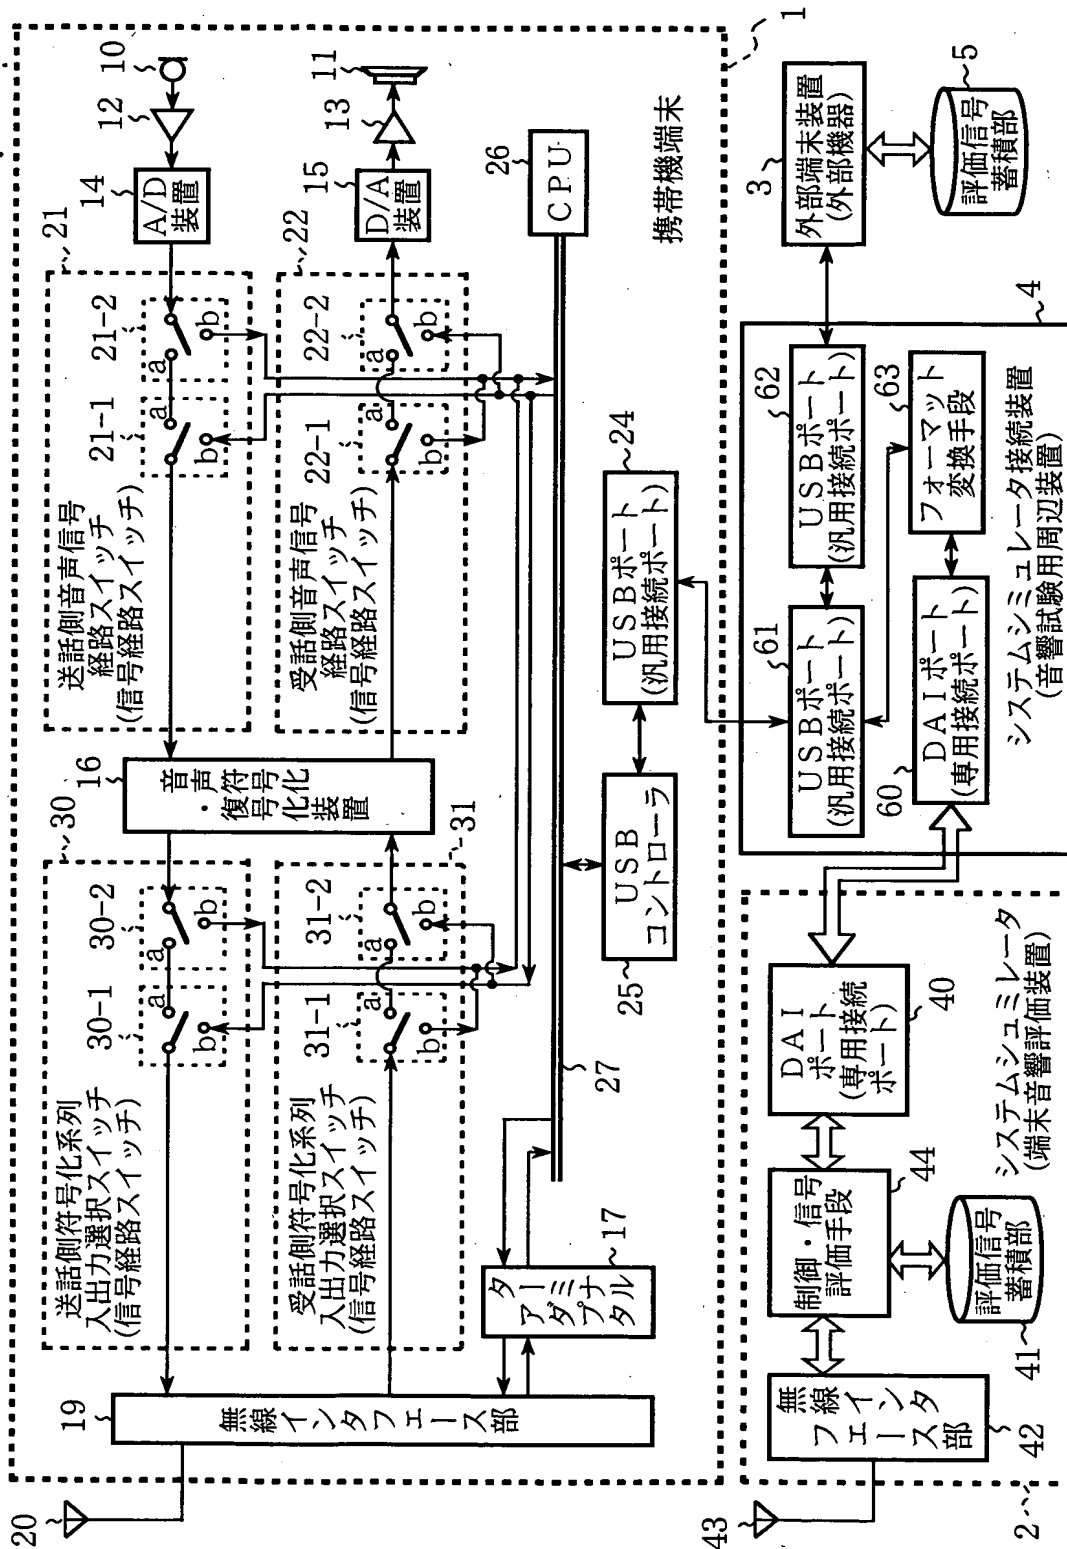 20
19
無線インタフェース部
送話側符号化系列
入出力選択スイッチ
(信号経路スイッチ)
30
30-1
30-2
a
a
b
b
受話側符号化系列
入出力選択スイッチ
(信号経路スイッチ)
31
31-1
31-2
a
a
b
b
16
音声符号化
・復号化
装置
送話側音声信号
経路スイッチ
(信号経路スイッチ)
21
21-1
21-2
a
a
b
b
受話側音声信号
経路スイッチ
(信号経路スイッチ)
22
22-1
22-2
a
a
b
b
14
A/D
装置
12
10
15
D/A
装置
13
11
ターミナル
アダプタ
17
27
25
USB
コントローラ
24
USBポート
(汎用接続ポート)
26
CPU
携帯機端末
1
43
42
無線
インタ
フェース部
44
制御・信号
評価手段
41
評価信号
蓄積部
40
DAI
ポート
(専用接続
ポート)
システムシュミレータ
(端末音響評価装置)
2
61
USBポート
(汎用接続ポート)
62
USBポート
(汎用接続ポート)
60
DAIポート
(専用接続ポート)
63
フォーマット
変換手段
システムシミュレータ接続装置
(音響試験用周辺装置)
4
3
外部端末装置
(外部機器)
5
評価信号
蓄積部